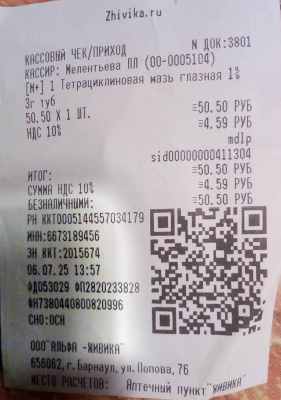 Zhivika.ru
КАССОВЫЙ ЧЕК/ПРИХОД N ДОК:3801
КАССИР: Мелентьева ПЛ (00-0005104)
[M+] 1 Тетрациклиновая мазь глазная 1%
3г туб
50.50 X 1 ШТ. =50.50 РУБ
НДС 10% =4.59 РУБ
mdlp
sid00000000411304
ИТОГ: =50.50 РУБ
СУММА НДС 10% =4.59 РУБ
БЕЗНАЛИЧНЫМИ: =50.50 РУБ
РН ККТ0005144557034179
ИНН:6673189456
ЗН ККТ:2015674
06.07.25 13:57
ФД053029 ФП2820233828
ФН7380440800820996
СНО:ОСН
ООО"АЛЬФА -ЖИВИКА"
656062, г. Барнаул, ул. Попова, 76
МЕСТО РАСЧЕТОВ: Аптечный пункт"ЖИВИКА"